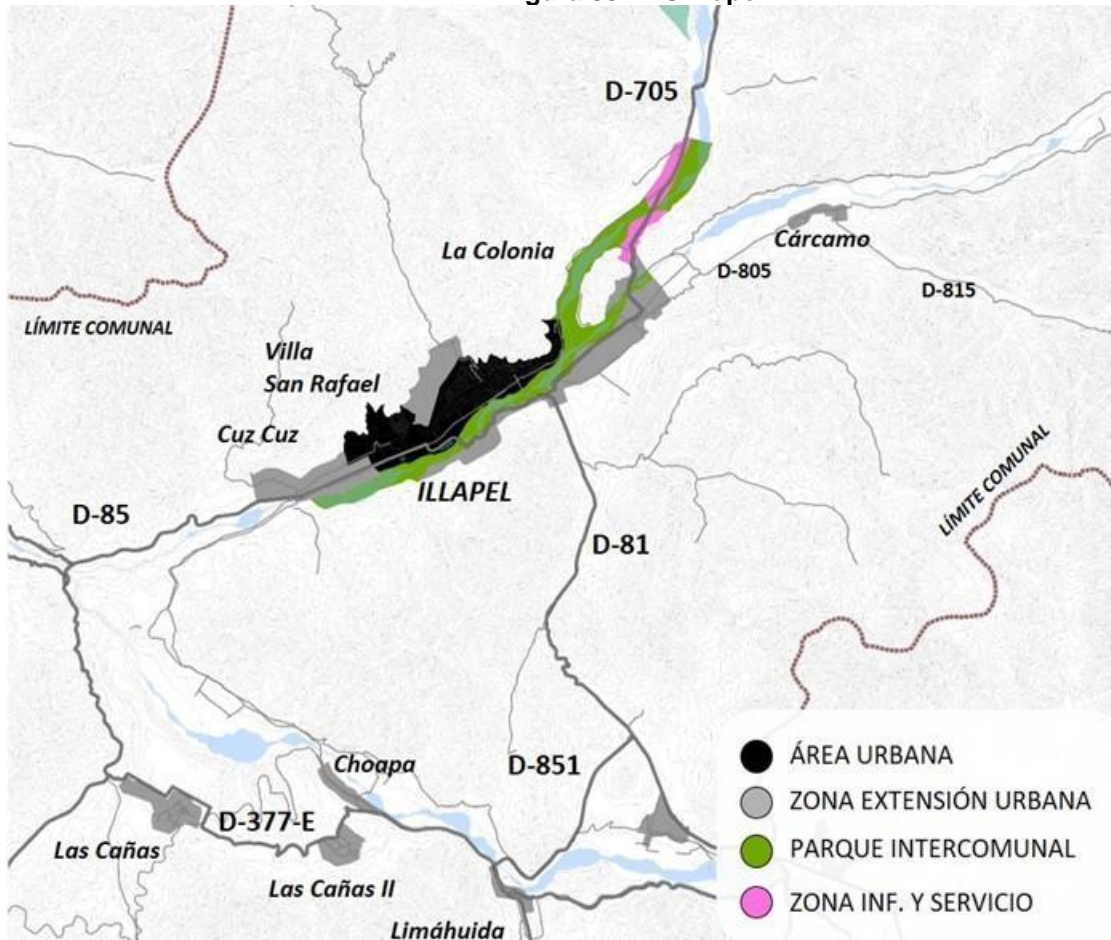 D-705
La Colonia
Cárcamo
D-805
D-815
LÍMITE COMUNAL
Villa
San Rafael
Cuz Cuz
ILLAPEL
LÍMITE COMUNAL
D-85
D-81
Choapa
D-851
D-377-E
Las Cañas
Las Cañas II
Limáhuida
ÁREA URBANA
ZONA EXTENSIÓN URBANA
PARQUE INTERCOMUNAL
ZONA INF. Y SERVICIO